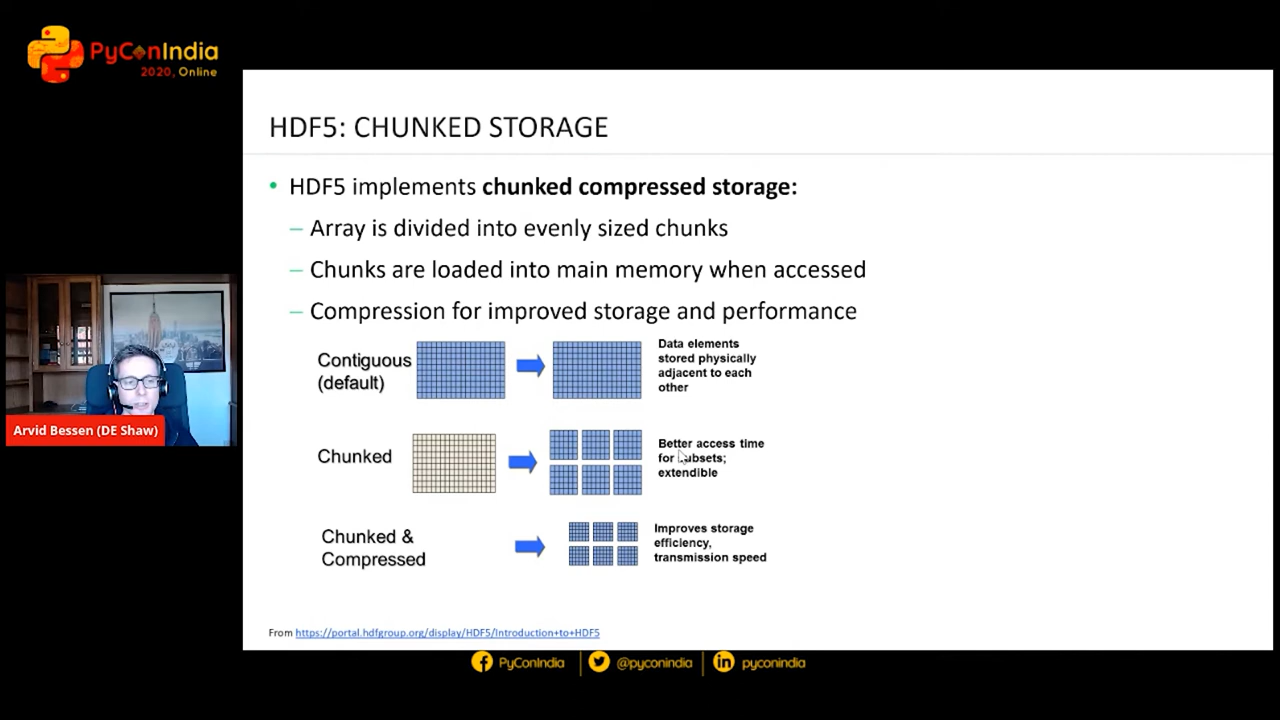 PyConIndia
2020, Online
HDF5: CHUNKED STORAGE
• HDF5 implements chunked compressed storage:
– Array is divided into evenly sized chunks
– Chunks are loaded into main memory when accessed
– Compression for improved storage and performance
Contiguous
(default)
Data elements
stored physically
adjacent to each
other
Chunked
Better access time
for subsets;
extendible
Chunked &
Compressed
Improves storage
efficiency,
transmission speed
Arvid Bessen (DE Shaw)
From https://portal.hdfgroup.org/display/HDF5/Introduction+to+HDF5
PyConIndia
@pyconindia
pyconindia